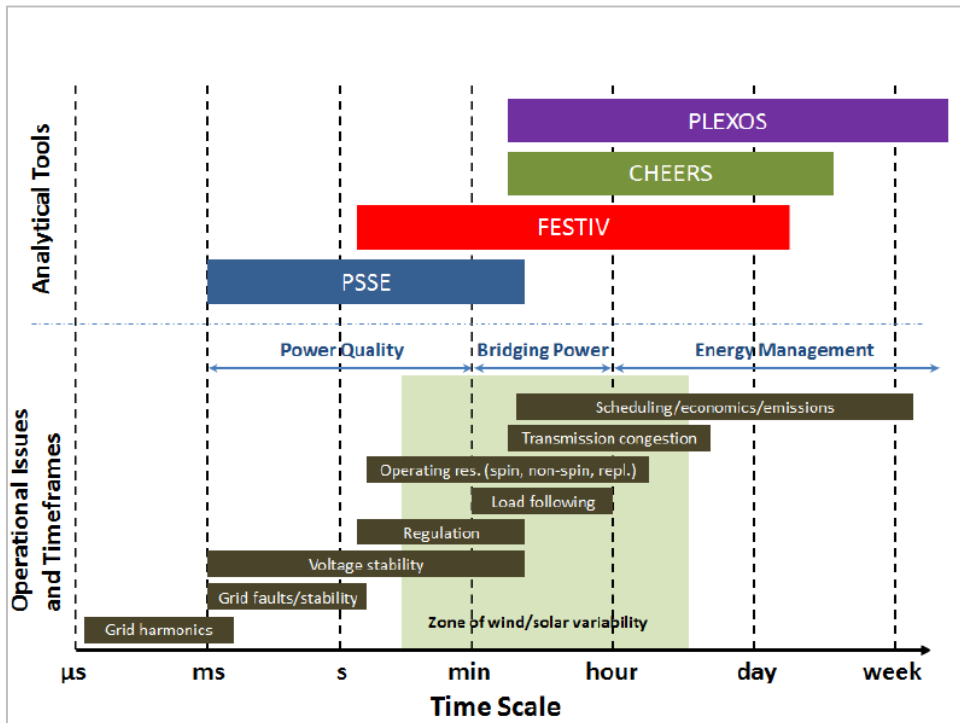 Analytical Tools
PLEXOS
CHEERS
FESTIV
PSSE
Power Quality
Bridging Power
Energy Management
Operational Issues
and Timeframes
Scheduling/economics/emissions
Transmission congestion
Operating res. (spin, non-spin, repl.)
Load following
Regulation
Voltage stability
Grid faults/stability
Grid harmonics
Zone of wind/solar variability
μs
ms
s
min
hour
day
week
Time Scale